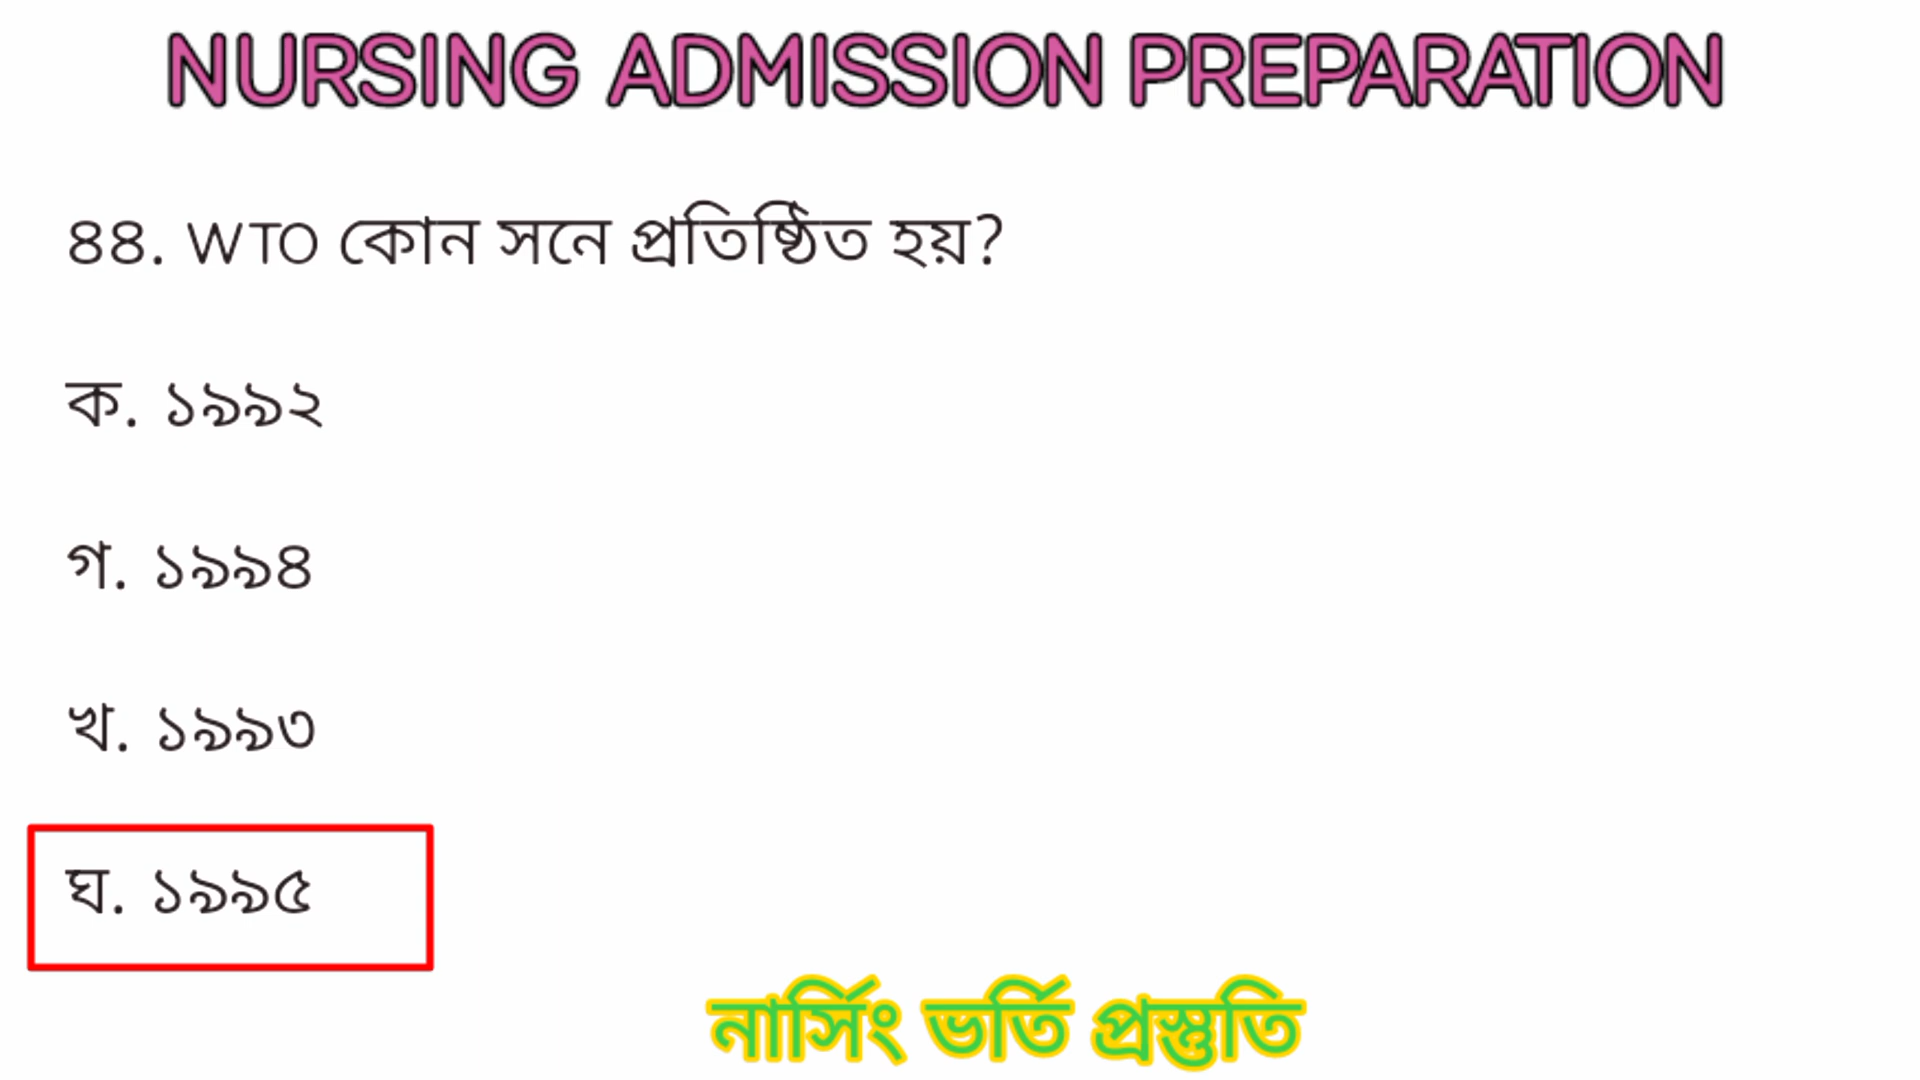 NURSING ADMISSION PREPARATION
৪৪. WTO কোন সনে প্রতিষ্ঠিত হয়?
ক. ১৯৯২
গ. ১৯৯৪
খ. ১৯৯৩
ঘ. ১৯৯৫
নার্সিং ভর্তি প্রস্তুতি